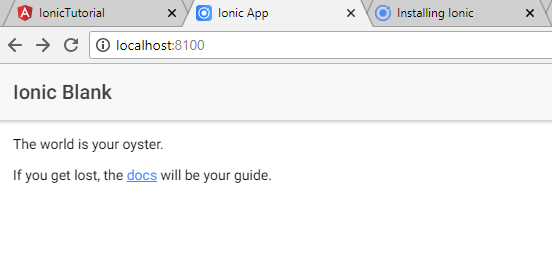 IonicTutorial
Ionic App
Installing Ionic
localhost:8100
Ionic Blank
The world is your oyster.
If you get lost, the docs will be your guide.